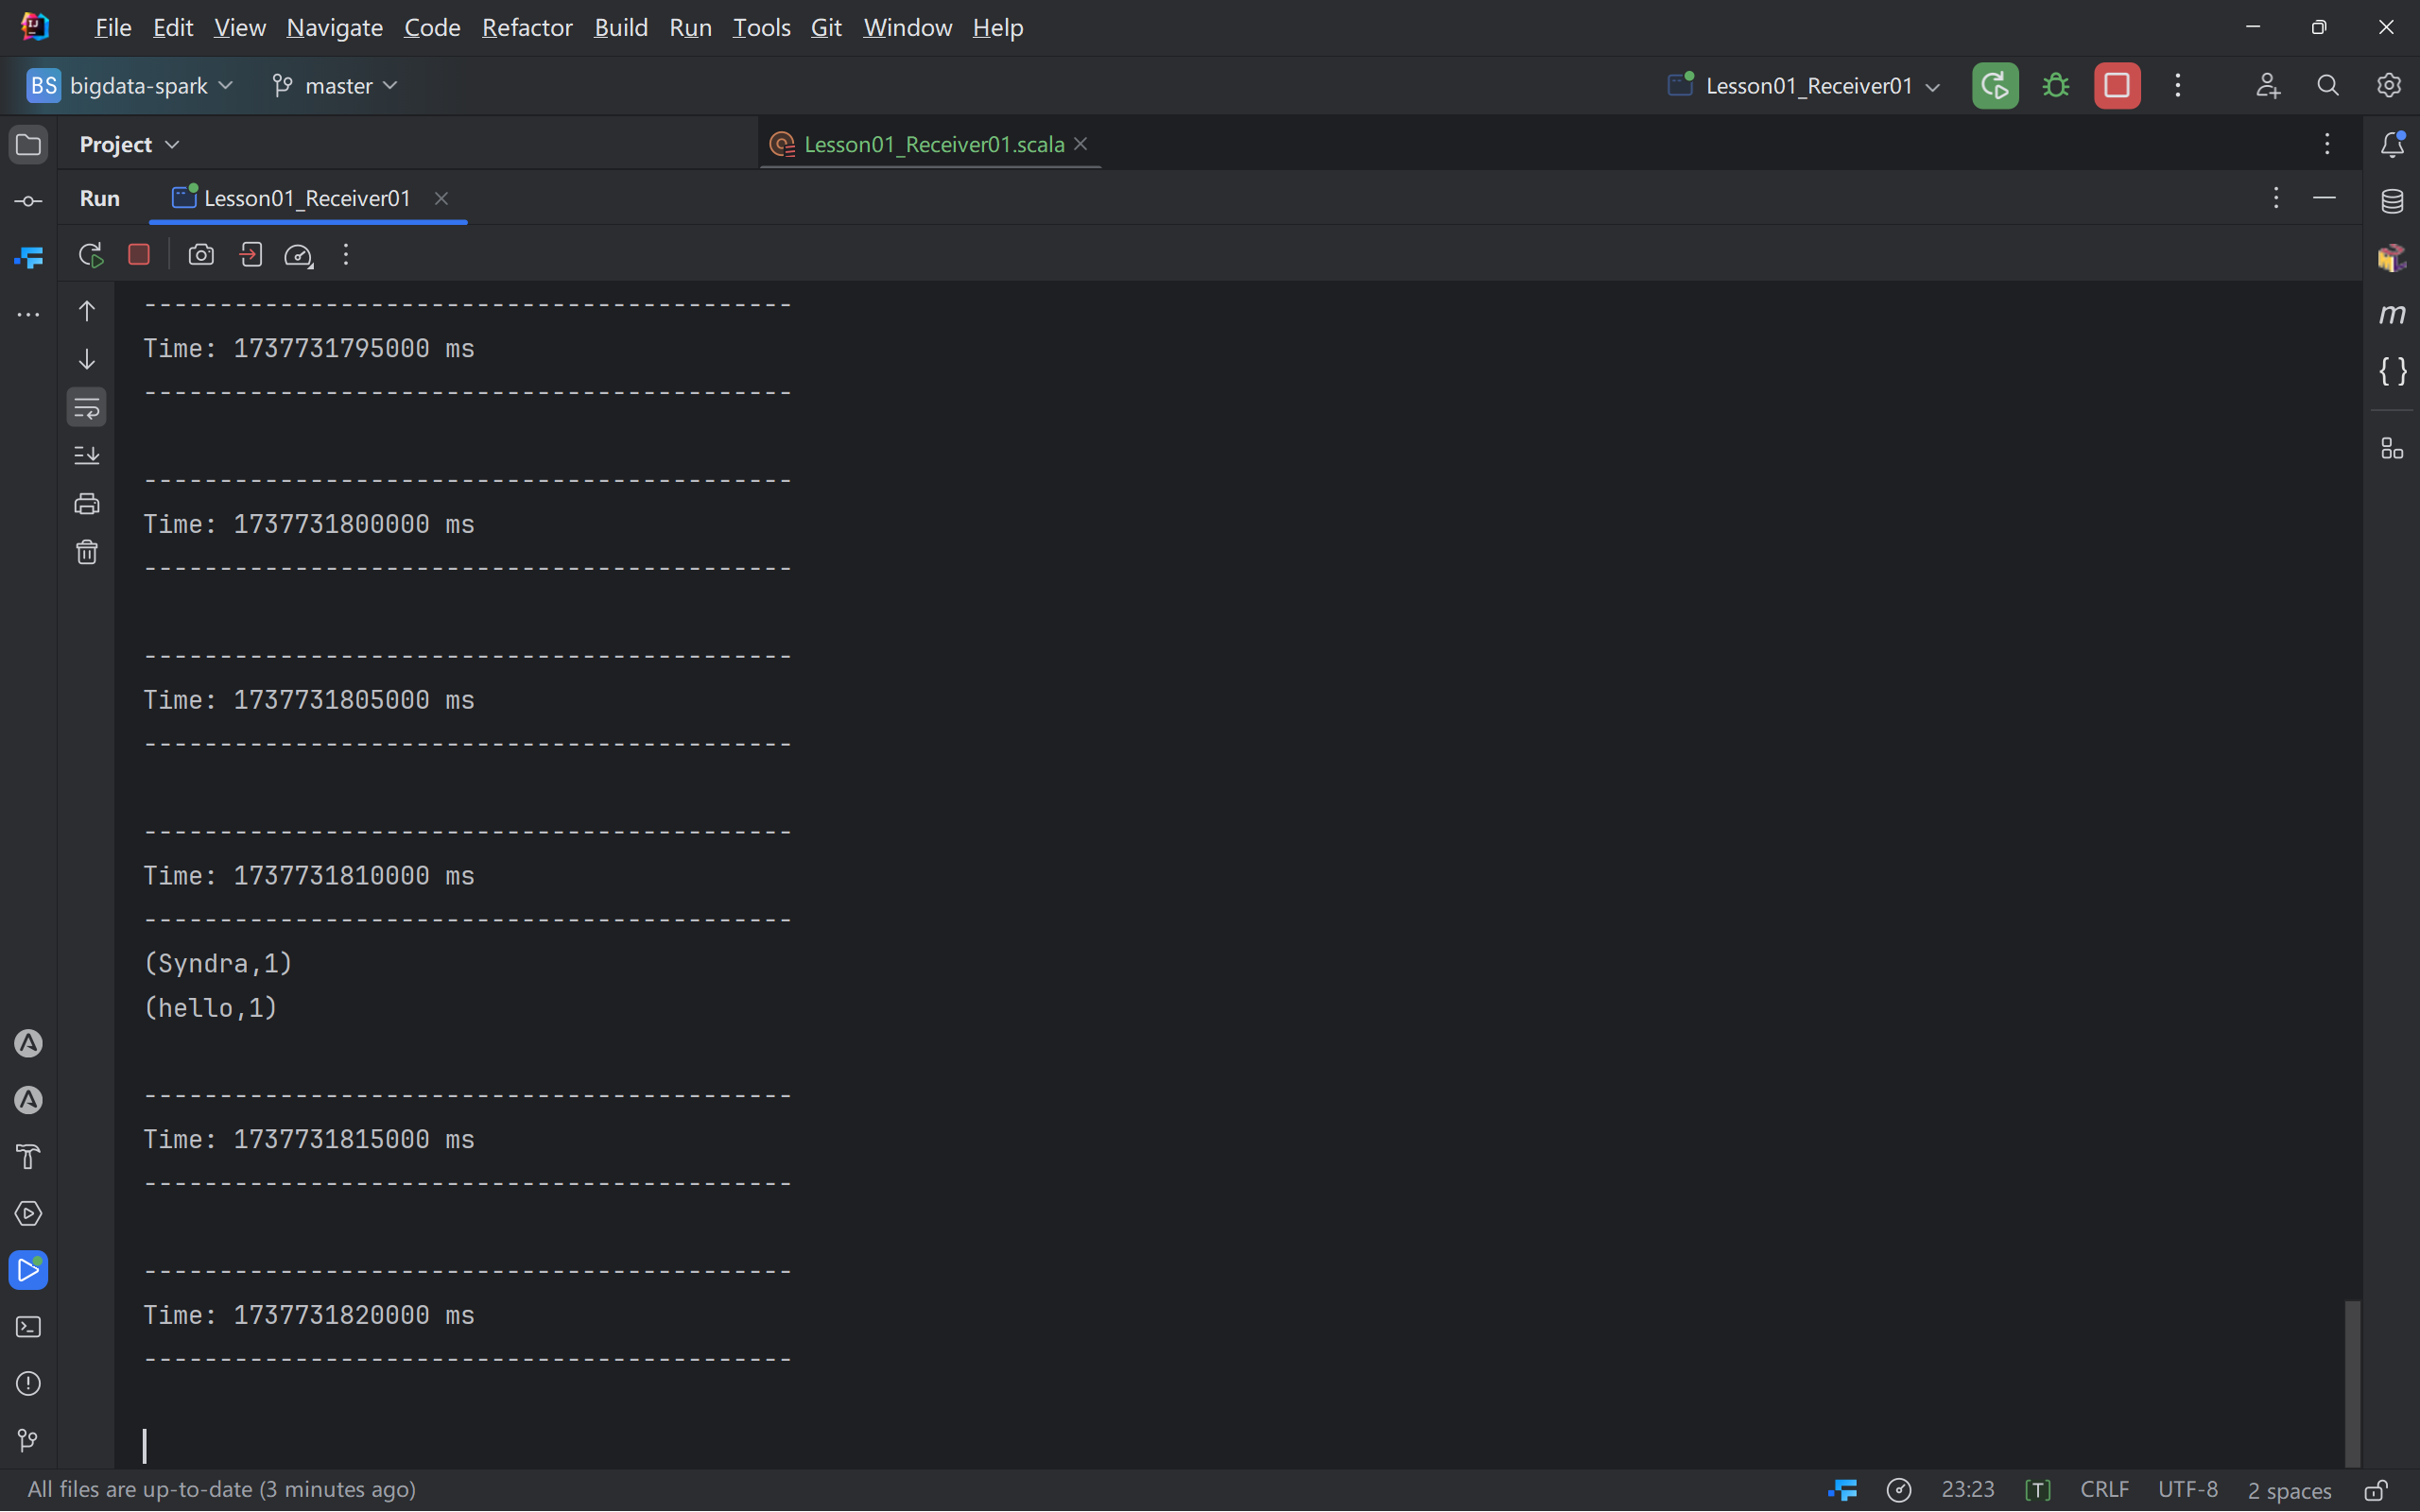 File Edit View Navigate Code Refactor Build Run Tools Git Window Help
BS bigdata-spark master Lesson01_Receiver01
Project Lesson01_Receiver01.scala
Run Lesson01_Receiver01
-------------------------------------------
Time: 1737731795000 ms
-------------------------------------------
-------------------------------------------
Time: 1737731800000 ms
-------------------------------------------
-------------------------------------------
Time: 1737731805000 ms
-------------------------------------------
-------------------------------------------
Time: 1737731810000 ms
-------------------------------------------
(Syndra,1)
(hello,1)
-------------------------------------------
Time: 1737731815000 ms
-------------------------------------------
-------------------------------------------
Time: 1737731820000 ms
-------------------------------------------
All files are up-to-date (3 minutes ago) 23:23 [T] CRLF UTF-8 2 spaces